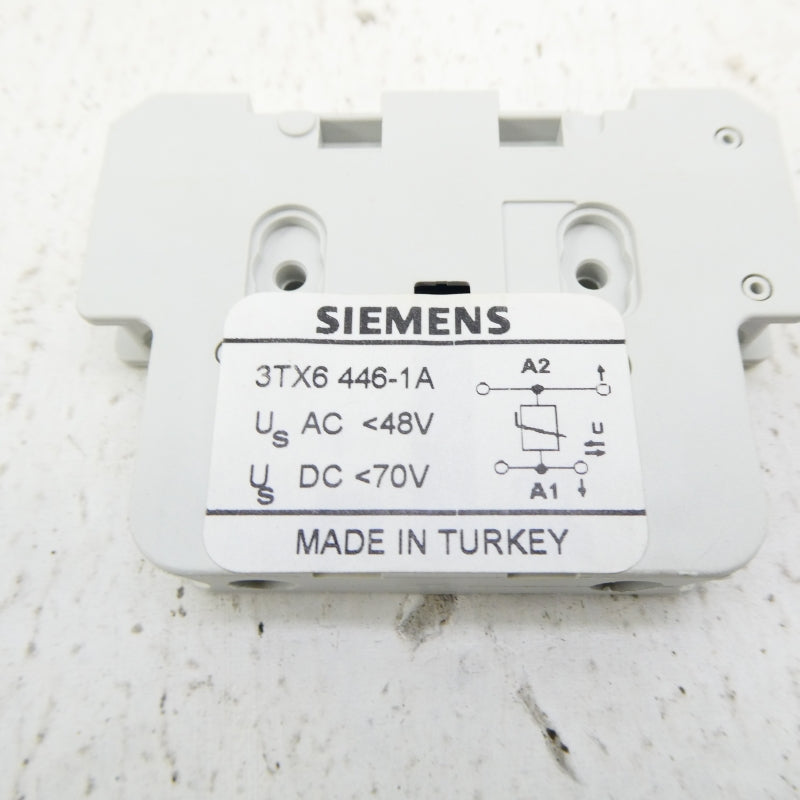 SIEMENS
3TX6 446-1A
US AC <48V
US DC <70V
A2
U
A1
MADE IN TURKEY